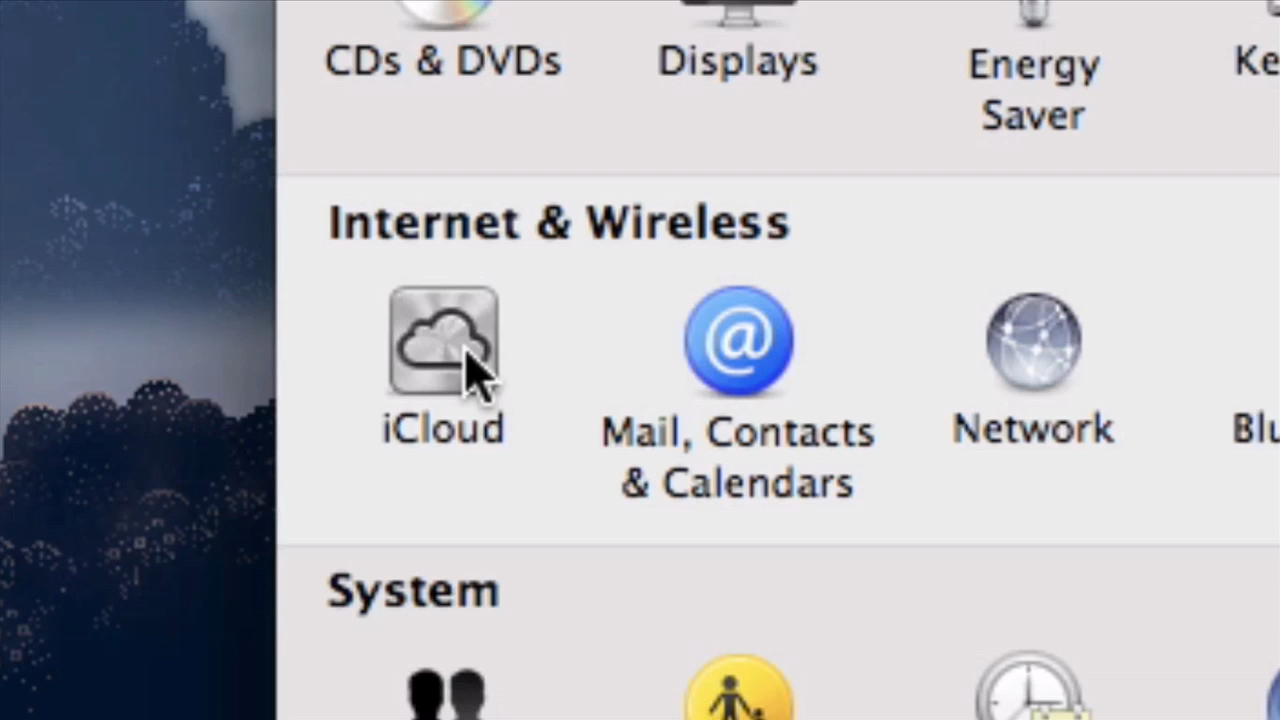 CDs & DVDs
Displays
Energy
Saver
Internet & Wireless
iCloud
Mail, Contacts
& Calendars
Network
System